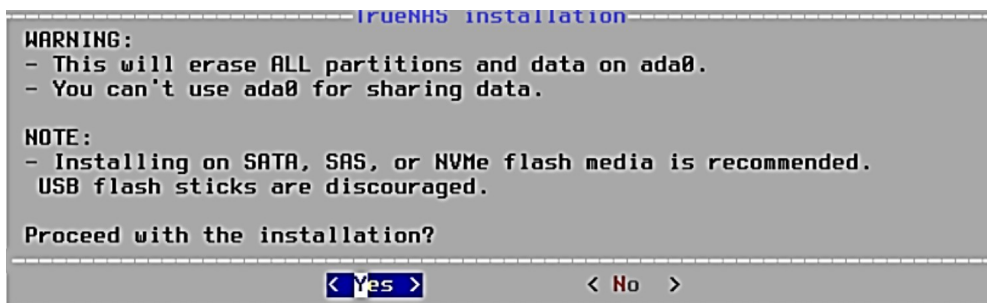 TrueNAS installation
WARNING:
- This will erase ALL partitions and data on ada0.
- You can't use ada0 for sharing data.
NOTE:
- Installing on SATA, SAS, or NVMe flash media is recommended.
USB flash sticks are discouraged.
Proceed with the installation?
< Yes > < No >